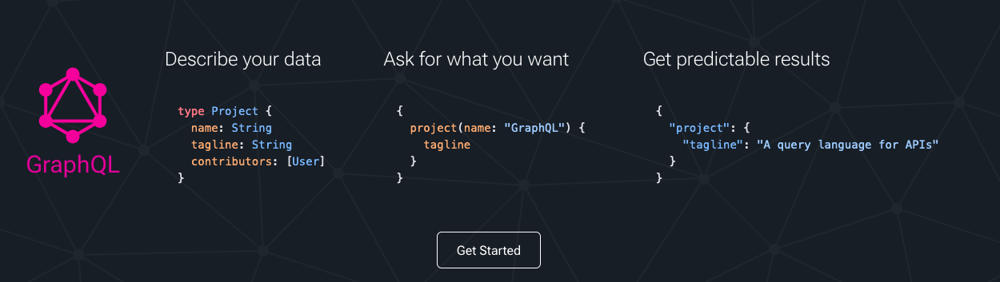 GraphQL
Describe your data
type Project {
  name: String
  tagline: String
  contributors: [User]
}
Ask for what you want
{
  project(name: "GraphQL") {
    tagline
  }
}
Get predictable results
{
  "project": {
    "tagline": "A query language for APIs"
  }
}
Get Started